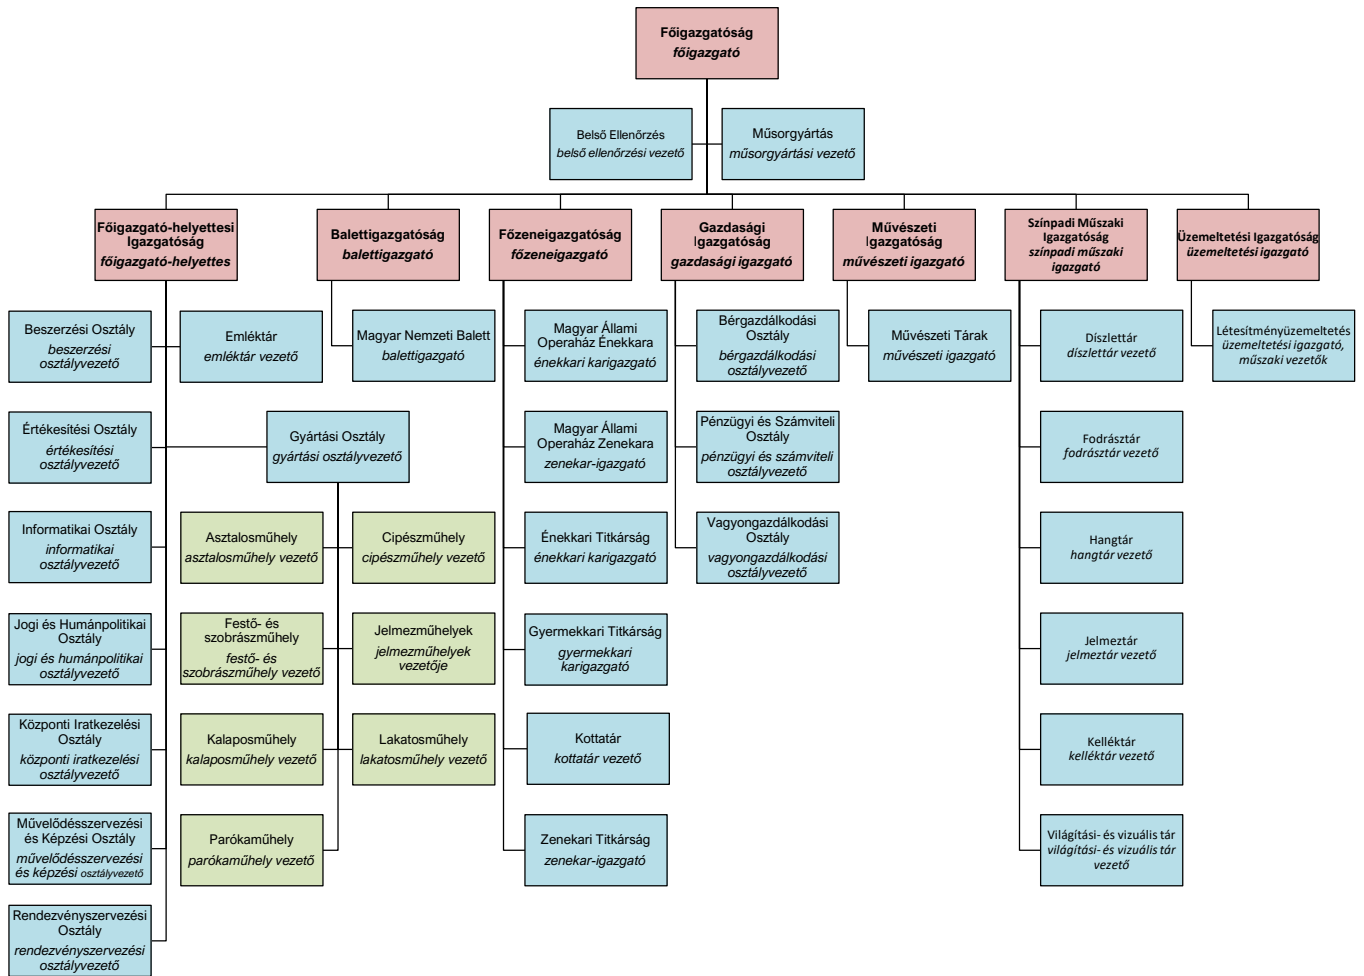 Főigazgatóság
főigazgató
Belső Ellenőrzés
belső ellenőrzési vezető
Műsorgyártás
műsorgyártási vezető
Főigazgató-helyettesi
Igazgatóság
főigazgató-helyettes
Balettigazgatóság
balettigazgató
Főzeneigazgatóság
főzeneigazgató
Gazdasági
Igazgatóság
gazdasági igazgató
Művészeti
Igazgatóság
művészeti igazgató
Színpadi Műszaki
Igazgatóság
színpadi műszaki
igazgató
Üzemeltetési Igazgatóság
üzemeltetési igazgató
Beszerzési Osztály
beszerzési
osztályvezető
Emléktár
emléktár vezető
Magyar Nemzeti Balett
balettigazgató
Magyar Állami
Operaház Énekkara
énekkari karigazgató
Bérgazdálkodási
Osztály
bérgazdálkodási
osztályvezető
Művészeti Tárak
művészeti igazgató
Díszlettár
díszlettár vezető
Létesítményüzemeltetés
üzemeltetési igazgató,
műszaki vezetők
Értékesítési Osztály
értékesítési
osztályvezető
Gyártási Osztály
gyártási osztályvezető
Magyar Állami
Operaház Zenekara
zenekar-igazgató
Pénzügyi és Számviteli
Osztály
pénzügyi és számviteli
osztályvezető
Fodrásztár
fodrásztár vezető
Informatikai Osztály
informatikai
osztályvezető
Asztalosműhely
asztalosműhely vezető
Cipészműhely
cipészműhely vezető
Énekkari Titkárság
énekkari karigazgató
Vagyongazdálkodási
Osztály
vagyongazdálkodási
osztályvezető
Hangtár
hangtár vezető
Jogi és Humánpolitikai
Osztály
jogi és humánpolitikai
osztályvezető
Festő- és
szobrászműhely
festő- és
szobrászműhely vezető
Jelmezműhelyek
jelmezműhelyek
vezetője
Gyermekkari Titkárság
gyermekkari
karigazgató
Jelmeztár
jelmeztár vezető
Központi Iratkezelési
Osztály
központi iratkezelési
osztályvezető
Kalaposműhely
kalaposműhely vezető
Lakatosműhely
lakatosműhely vezető
Kottatár
kottatár vezető
Kelléktár
kelléktár vezető
Művelődésszervezési
és Képzési Osztály
művelődésszervezési
és képzési osztályvezető
Parókaműhely
parókaműhely vezető
Zenekari Titkárság
zenekar-igazgató
Világítási- és vizuális tár
világítási- és vizuális tár
vezető
Rendezvényszervezési
Osztály
rendezvényszervezési
osztályvezető